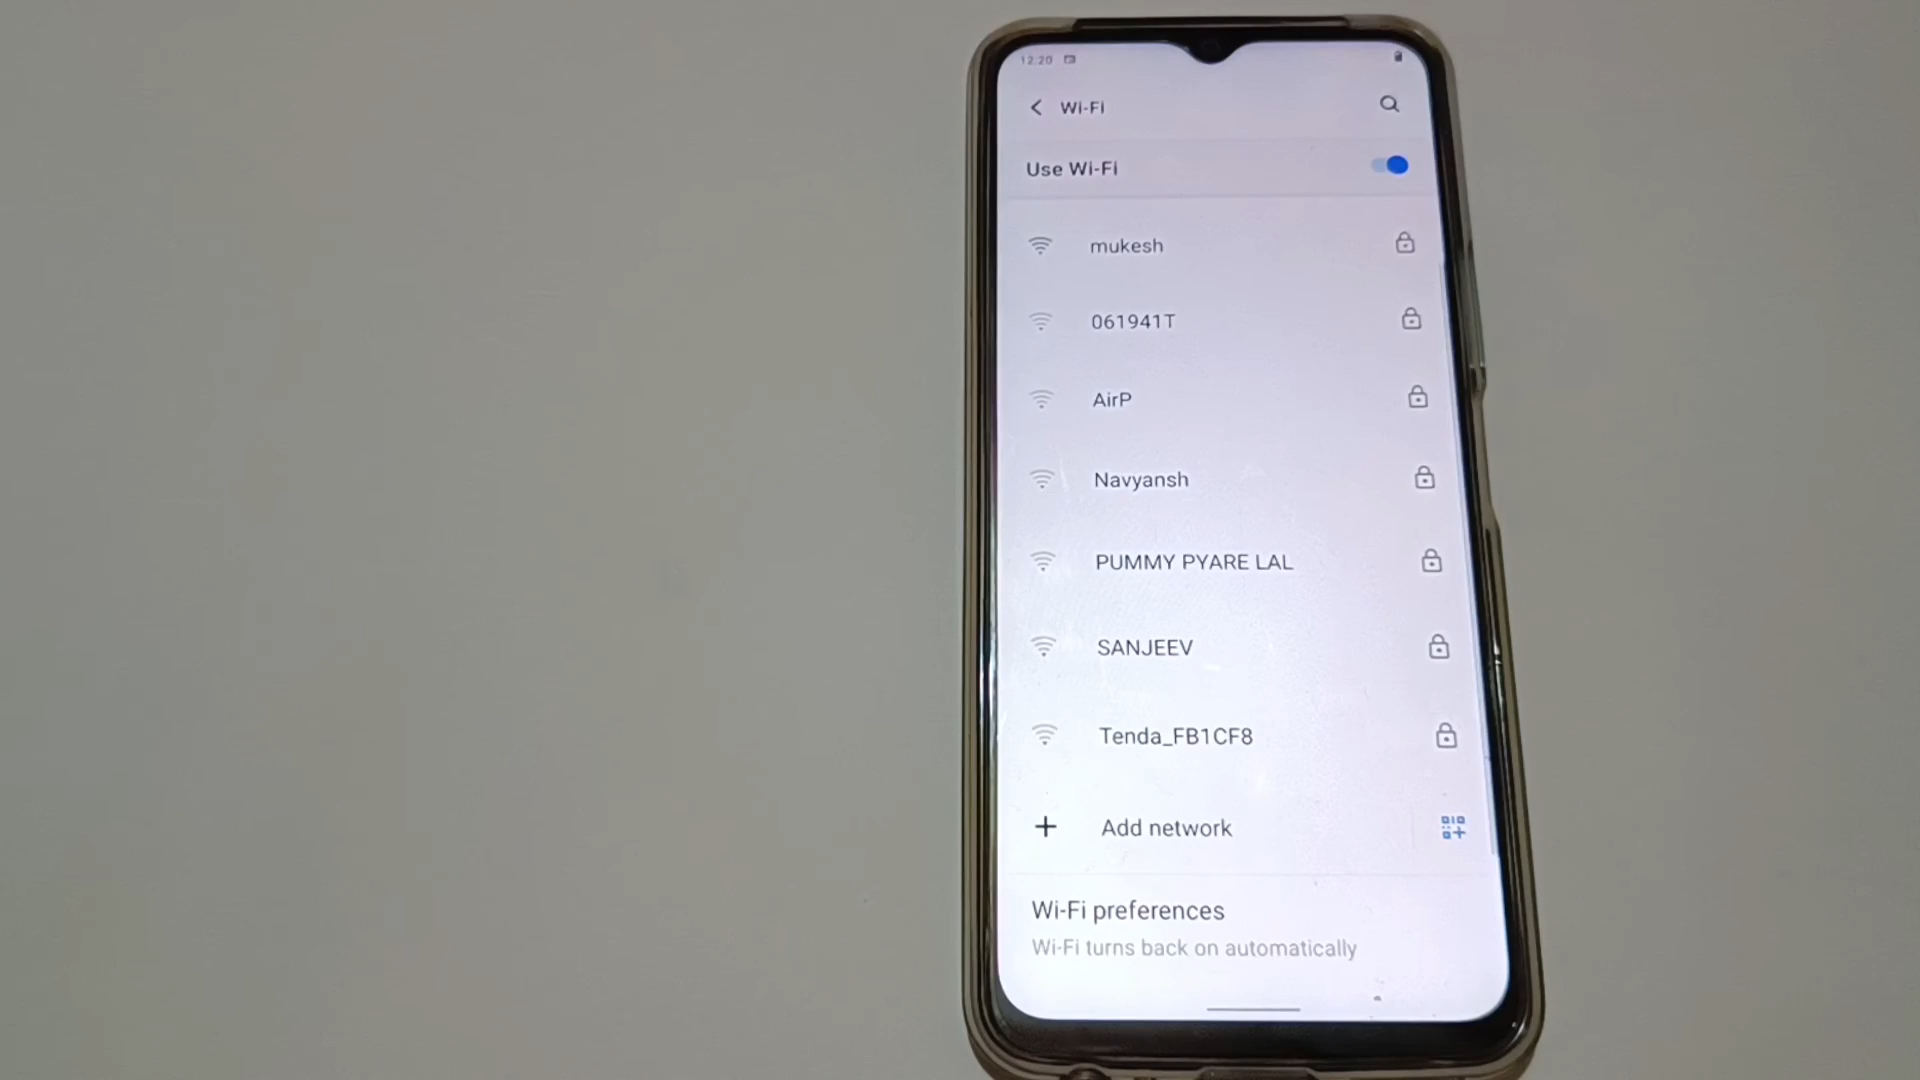 12:20
Wi-Fi
Use Wi-Fi
mukesh
061941T
AirP
Navyansh
PUMMY PYARE LAL
SANJEEV
Tenda_FB1CF8
Add network
Wi-Fi preferences
Wi-Fi turns back on automatically